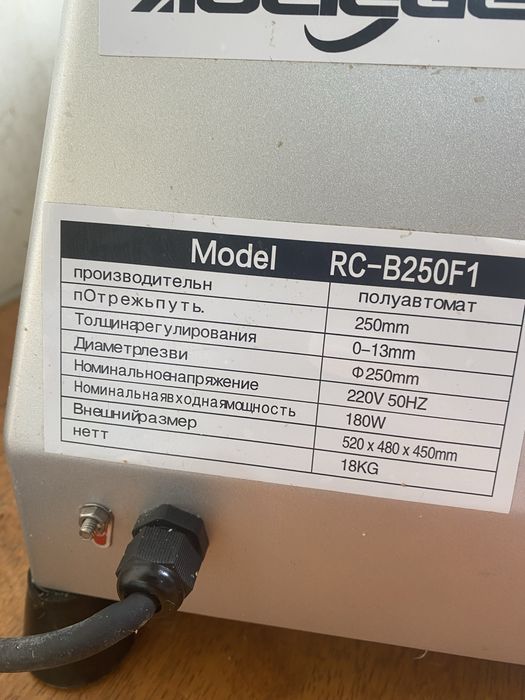 Model RC-B250F1
производительн полуавтомат
пОтрежьпуть. 250mm
Толщинарегулирования 0-13mm
Диаметрлезви Φ250mm
Номинальноенапряжение 220V 50HZ
Номинальнаявходнаямощность 180W
Внешнийразмер 520 x 480 x 450mm
нетт 18KG